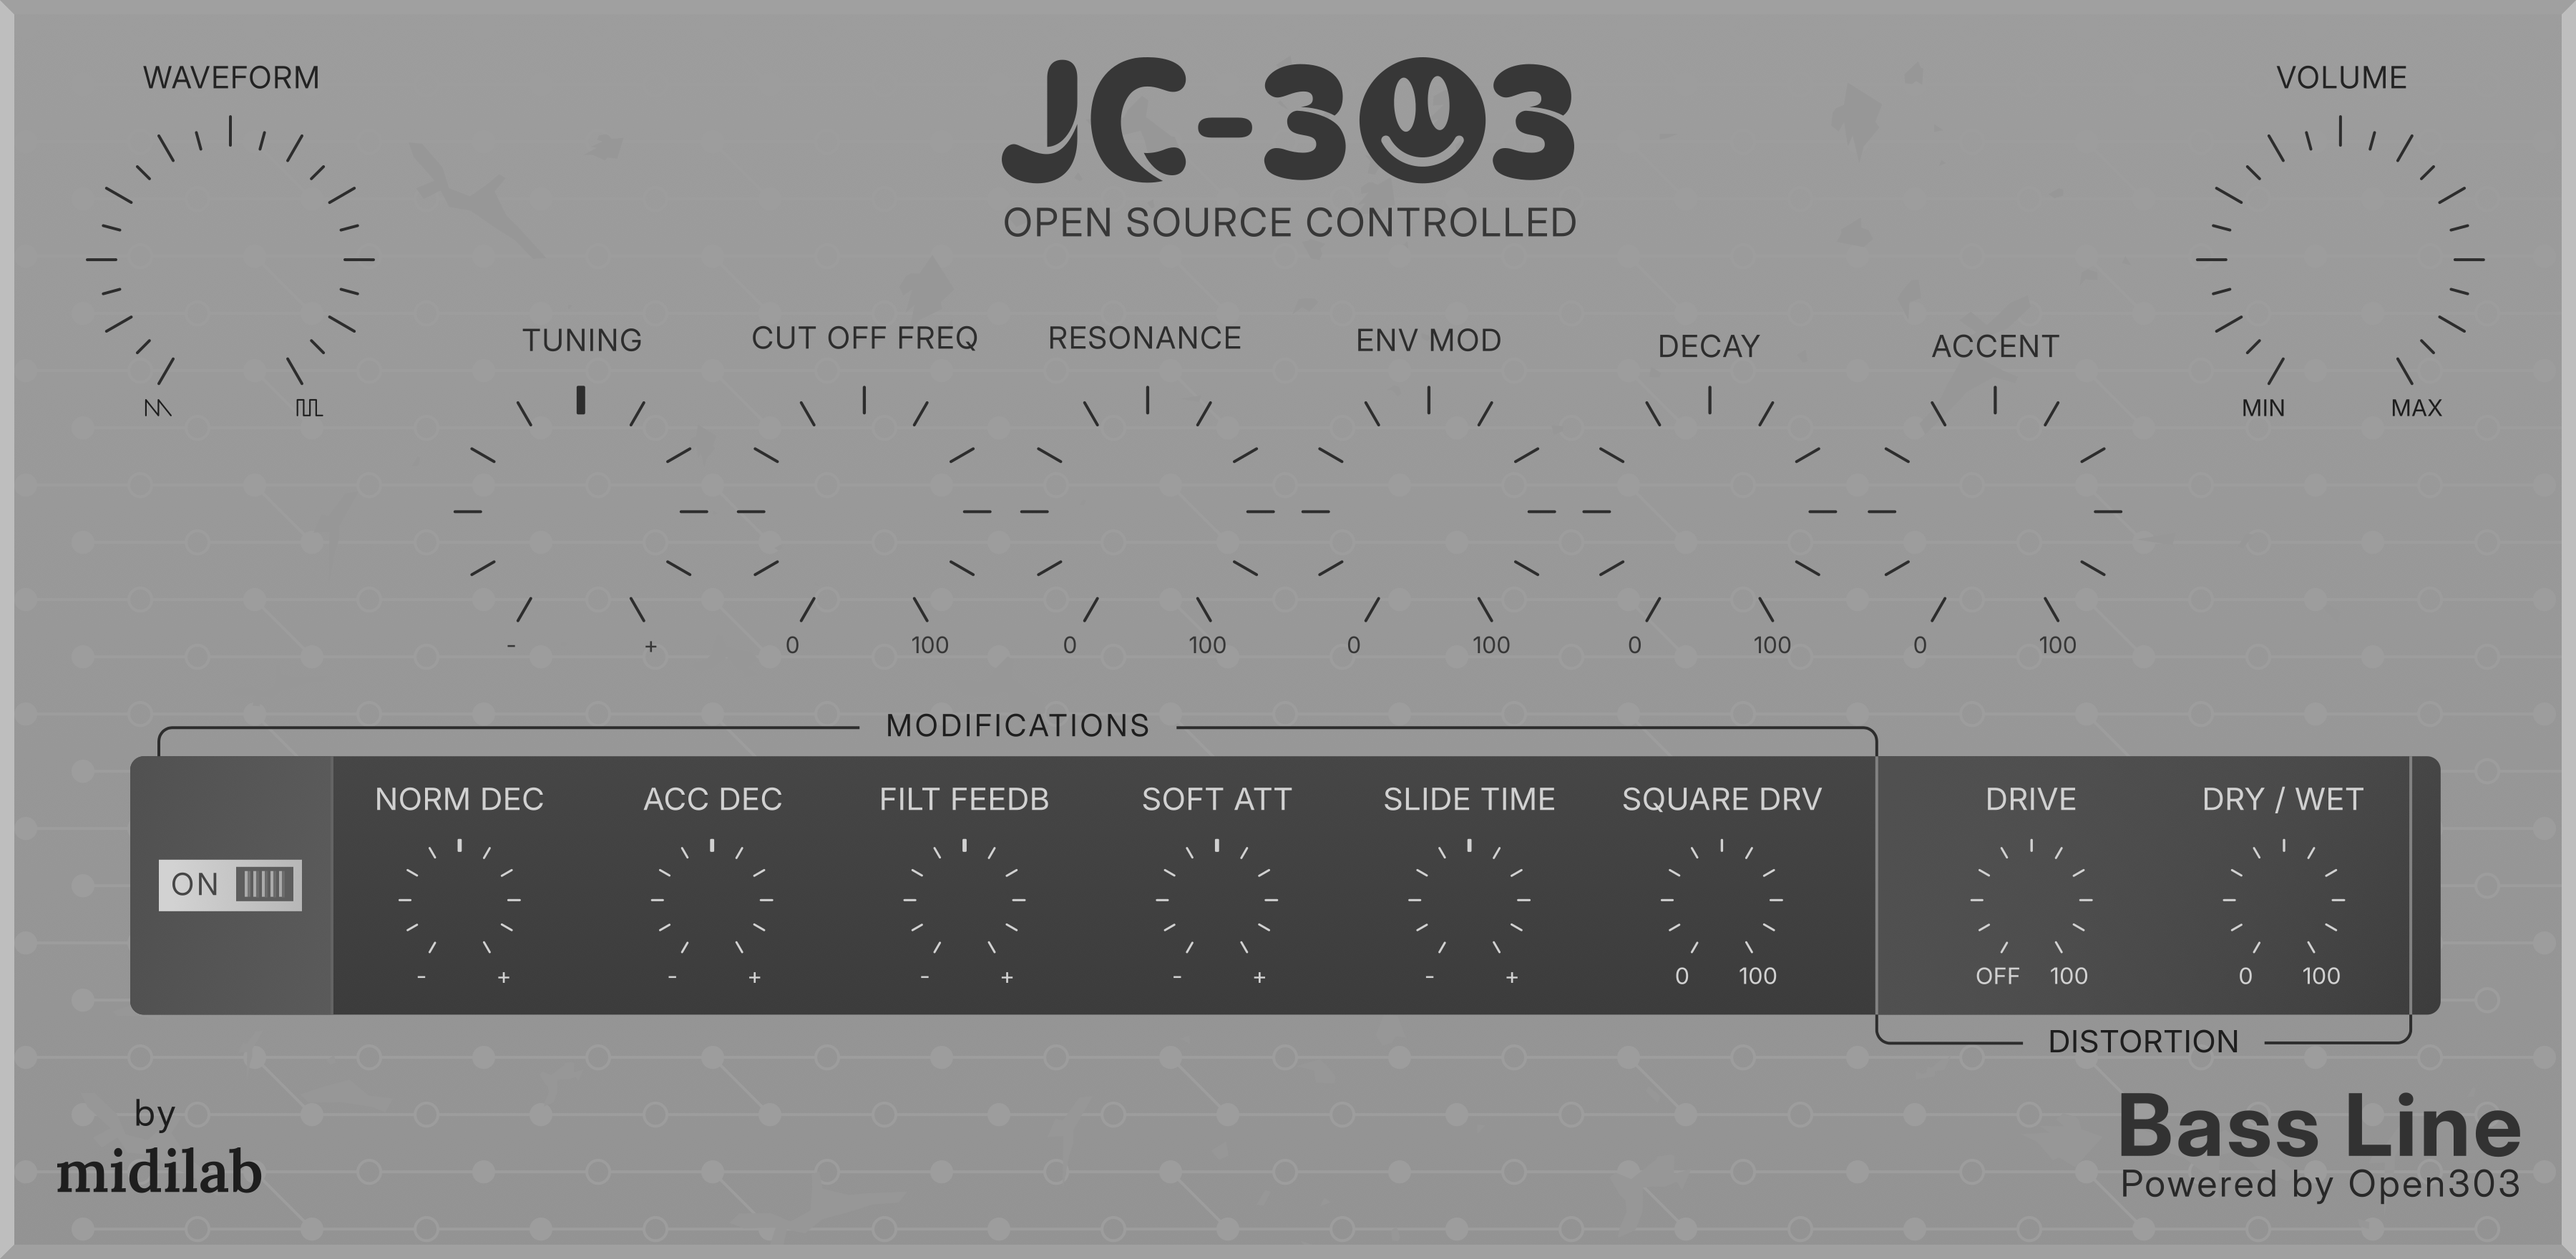 WAVEFORM
JC-303
VOLUME
OPEN SOURCE CONTROLLED
MIN MAX
TUNING CUT OFF FREQ RESONANCE ENV MOD DECAY ACCENT
- + 0 100 0 100 0 100 0 100 0 100
MODIFICATIONS
NORM DEC ACC DEC FILT FEEDB SOFT ATT SLIDE TIME SQUARE DRV DRIVE DRY / WET
ON
- + - + - + - + - + 0 100 OFF 100 0 100
DISTORTION
by
midilab
Bass Line
Powered by Open303